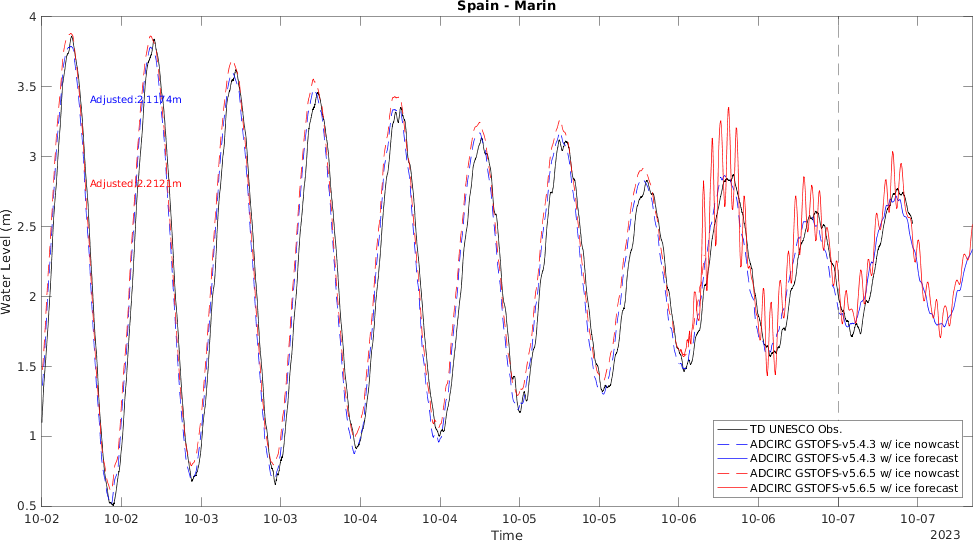 Spain - Marin
4
3.5
3
2.5
2
1.5
1
0.5
Water Level (m)
Adjusted:2.1174m
Adjusted:2.2121m
TD UNESCO Obs.
ADCIRC GSTOFS-v5.4.3 w/ ice nowcast
ADCIRC GSTOFS-v5.4.3 w/ ice forecast
ADCIRC GSTOFS-v5.6.5 w/ ice nowcast
ADCIRC GSTOFS-v5.6.5 w/ ice forecast
10-02 10-02 10-03 10-03 10-04 10-04 10-05 10-05 10-06 10-06 10-07 10-07
Time
2023